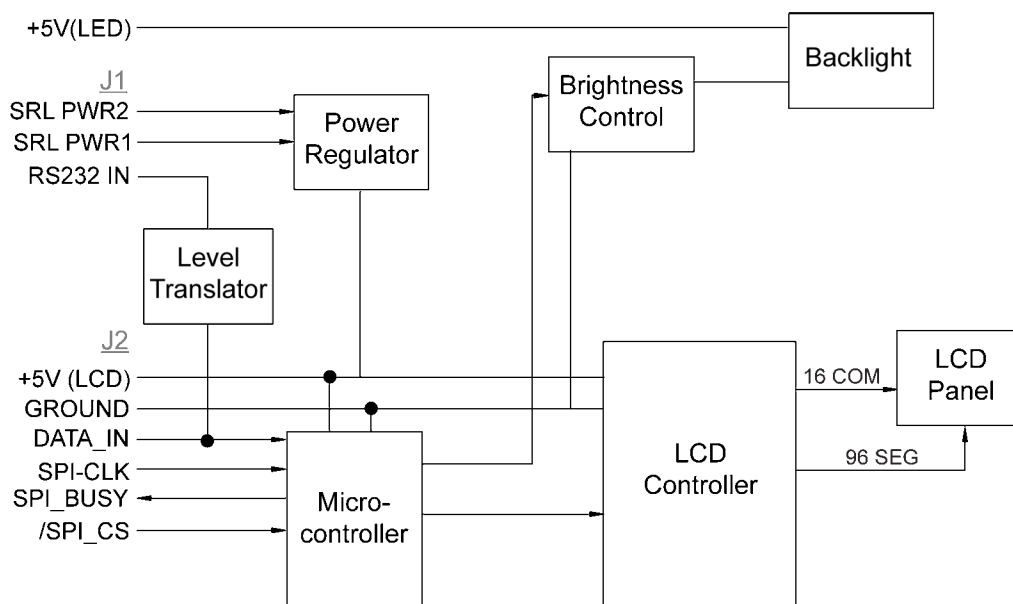 +5V(LED)
Backlight
J1
Brightness
Control
SRL PWR2
SRL PWR1
Power
Regulator
RS232 IN
Level
Translator
J2
+5V (LCD)
GROUND
DATA_IN
SPI-CLK
SPI_BUSY
/SPI_CS
Micro-
controller
LCD
Controller
16 COM
96 SEG
LCD
Panel